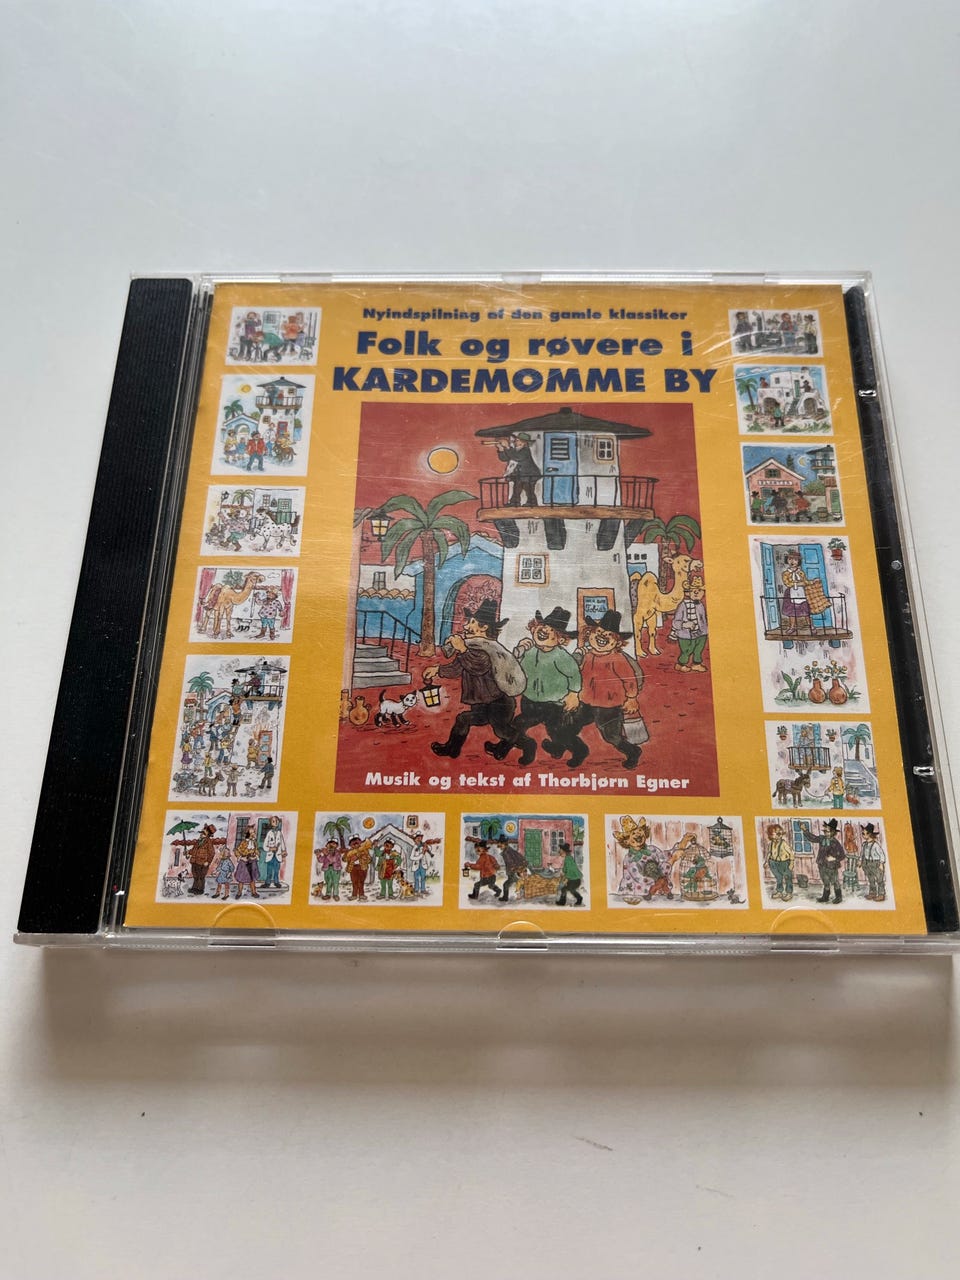 Nyindspilning af den gamle klassiker
Folk og røvere i
KARDEMOMME BY
Musik og tekst af Thorbjørn Egner